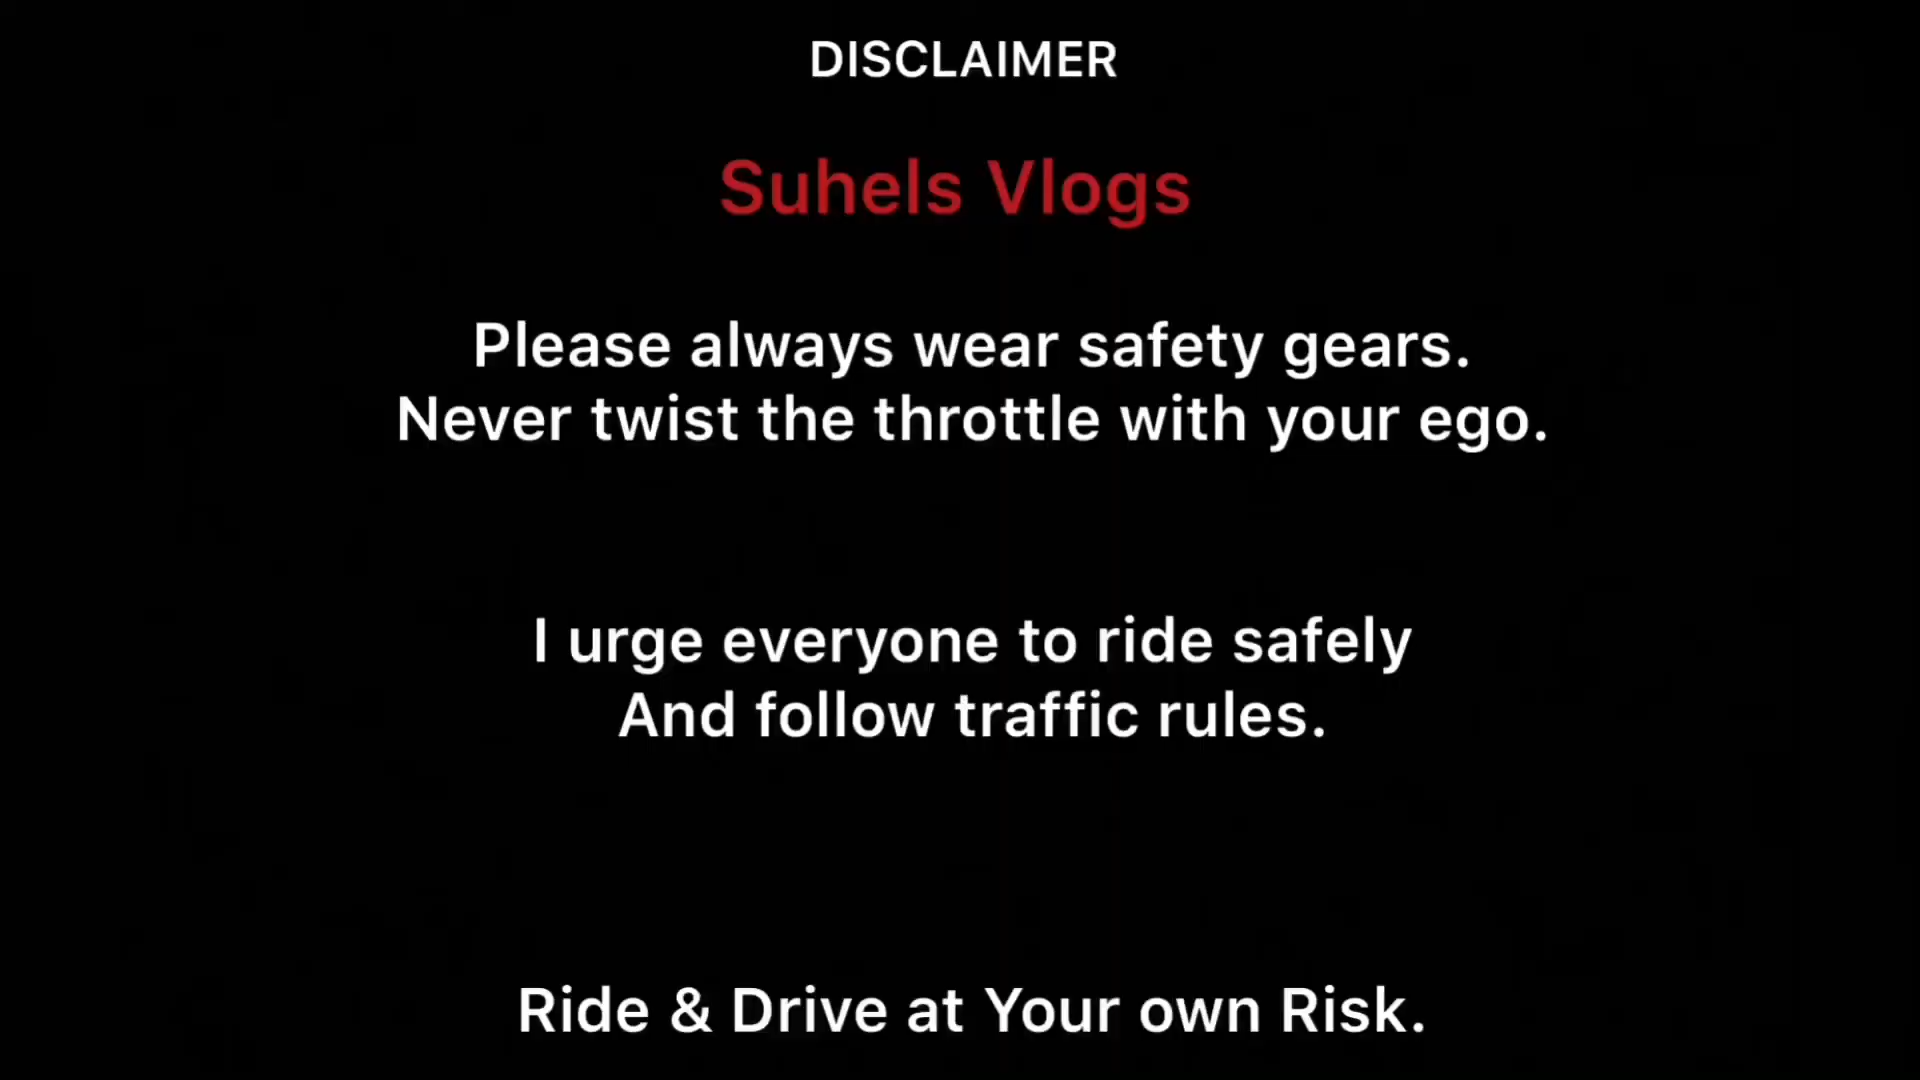 DISCLAIMER
Suhels Vlogs
Please always wear safety gears.
Never twist the throttle with your ego.
I urge everyone to ride safely
And follow traffic rules.
Ride & Drive at Your own Risk.